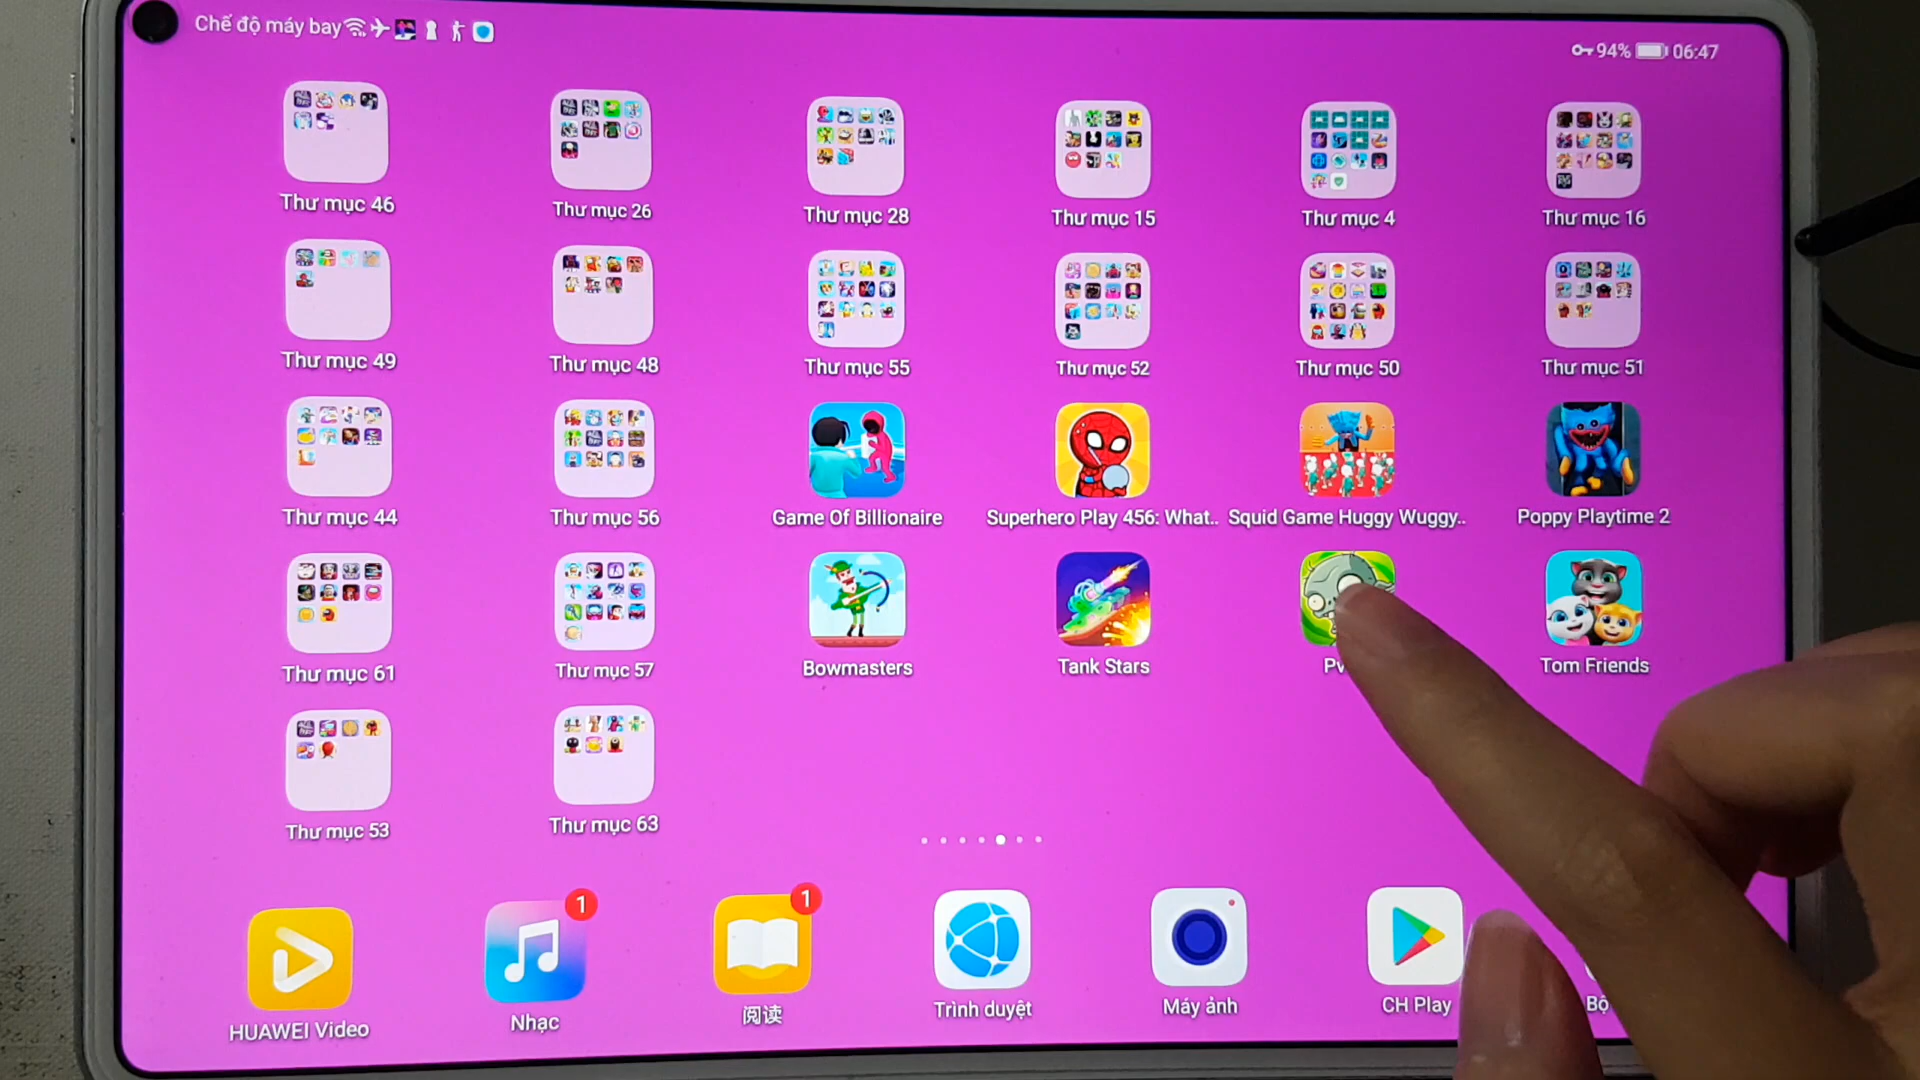 Chế độ máy bay
94% 06:47
Thư mục 46
Thư mục 26
Thư mục 28
Thư mục 15
Thư mục 4
Thư mục 16
Thư mục 49
Thư mục 48
Thư mục 55
Thư mục 52
Thư mục 50
Thư mục 51
Thư mục 44
Thư mục 56
Game Of Billionaire
Superhero Play 456: What..
Squid Game Huggy Wuggy..
Poppy Playtime 2
Thư mục 61
Thư mục 57
Bowmasters
Tank Stars
Tom Friends
Thư mục 53
Thư mục 63
1
1
HUAWEI Video
Nhạc
阅读
Trình duyệt
Máy ảnh
CH Play
Bộ